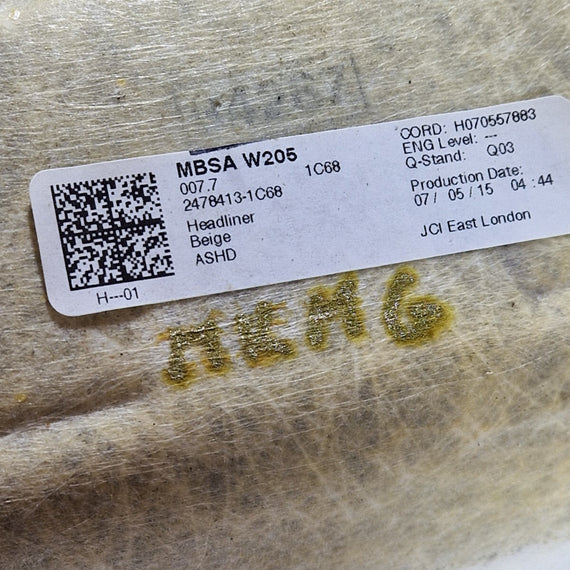 MBSA W205 1C68
007.7
2478413-1C68
Headliner
Beige
ASHD
H---01
CORD: H070557883
ENG Level: ---
Q-Stand: Q03
Production Date:
07/ 05/ 15 04:44
JCI East London